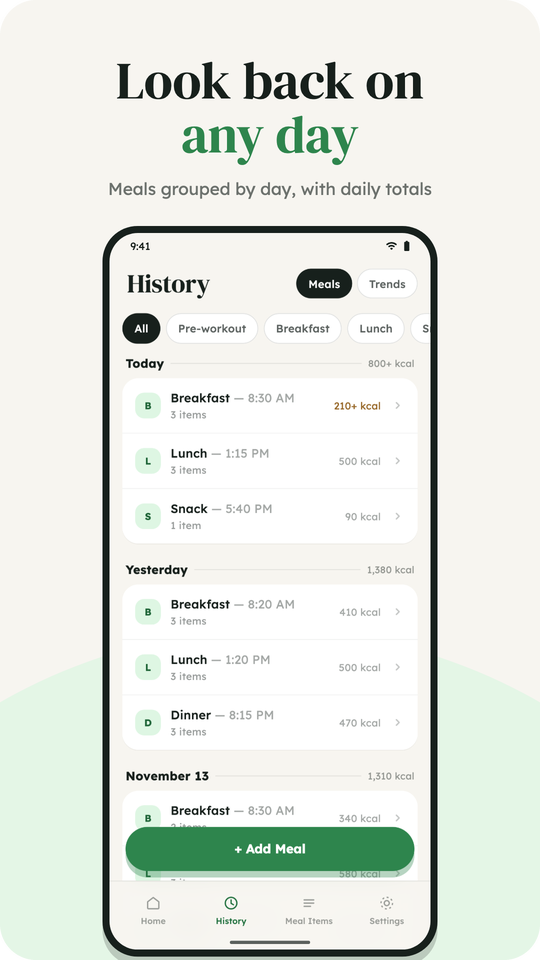 Look back on
any day
Meals grouped by day, with daily totals
9:41
History
Meals
Trends
All
Pre-workout
Breakfast
Lunch
Today
800+ kcal
B
Breakfast — 8:30 AM
210+ kcal
3 items
L
Lunch — 1:15 PM
500 kcal
3 items
S
Snack — 5:40 PM
90 kcal
1 item
Yesterday
1,380 kcal
B
Breakfast — 8:20 AM
410 kcal
3 items
L
Lunch — 1:20 PM
500 kcal
3 items
D
Dinner — 8:15 PM
470 kcal
3 items
November 13
1,310 kcal
B
Breakfast — 8:30 AM
340 kcal
+ Add Meal
L
580 kcal
Home
History
Meal Items
Settings